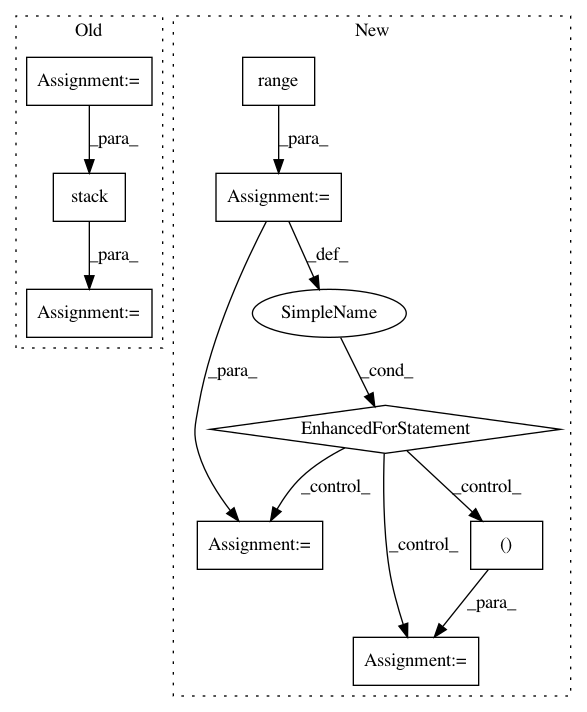 Old
New
Assignment:=
range
_para_
_para_
stack
Assignment:=
_para_
_def_
Assignment:=
SimpleName
_para_
_cond_
EnhancedForStatement
_control_
_control_
_control_
Assignment:=
()
_para_
Assignment:=